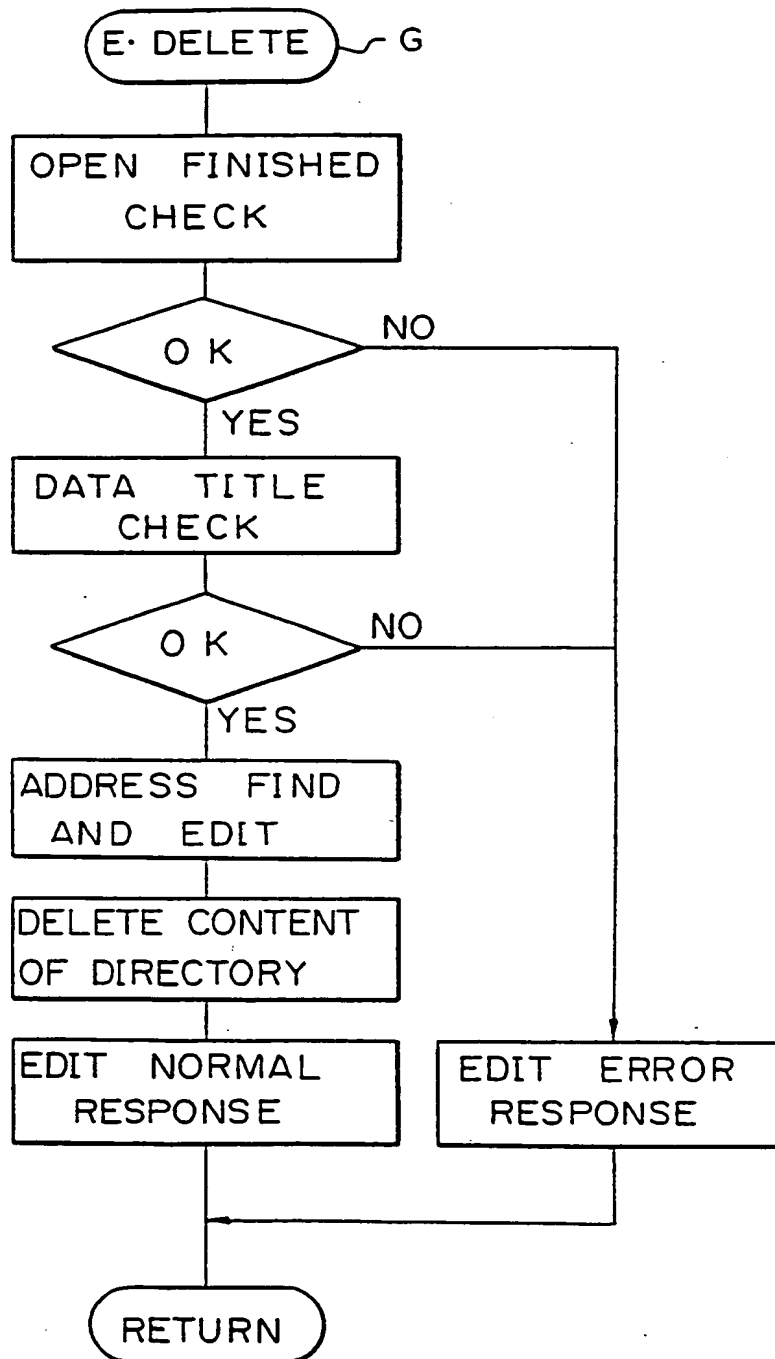 E· DELETE
G
OPEN FINISHED
CHECK
OK
NO
YES
DATA TITLE
CHECK
OK
NO
YES
ADDRESS FIND
AND EDIT
DELETE CONTENT
OF DIRECTORY
EDIT NORMAL
RESPONSE
EDIT ERROR
RESPONSE
RETURN